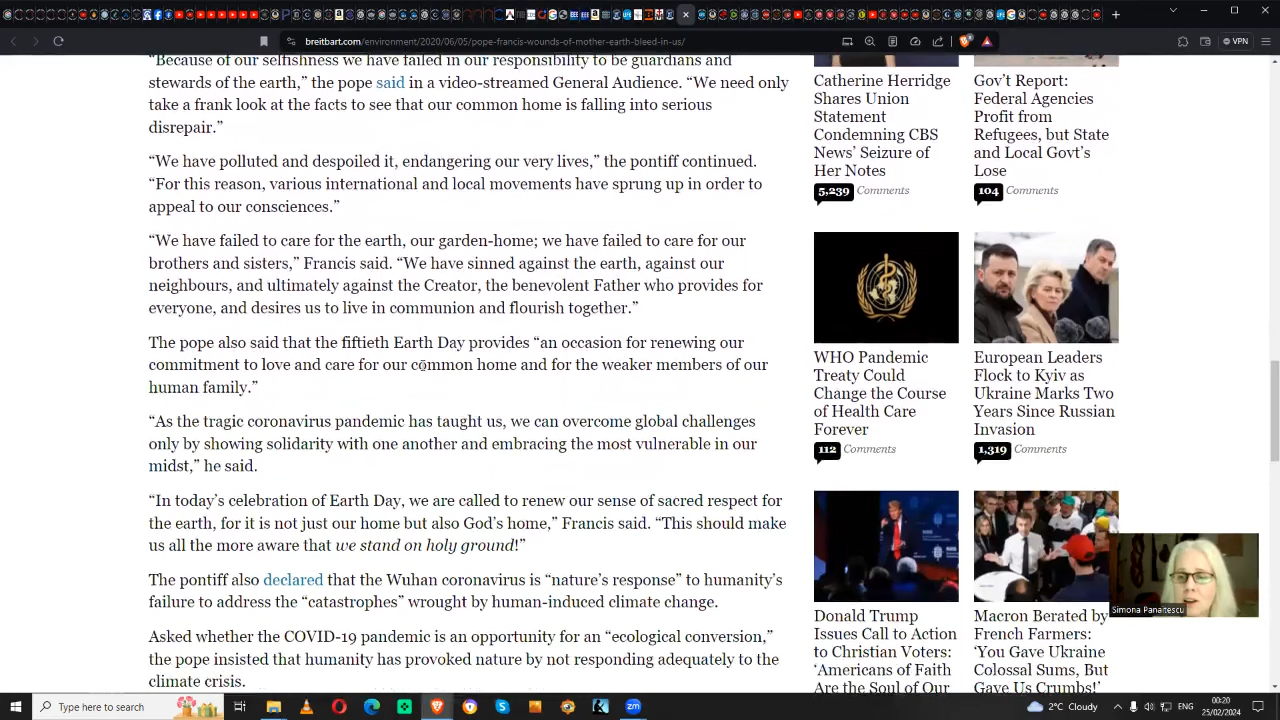 breitbart.com/environment/2020/06/05/pope-francis-wounds-of-mother-earth-bleed-in-us/
VPN
“Because of our selfishness we have failed in our responsibility to be guardians and
stewards of the earth,” the pope said in a video-streamed General Audience. “We need only
take a frank look at the facts to see that our common home is falling into serious
disrepair.”
“We have polluted and despoiled it, endangering our very lives,” the pontiff continued.
“For this reason, various international and local movements have sprung up in order to
appeal to our consciences.”
“We have failed to care for the earth, our garden-home; we have failed to care for our
brothers and sisters,” Francis said. “We have sinned against the earth, against our
neighbours, and ultimately against the Creator, the benevolent Father who provides for
everyone, and desires us to live in communion and flourish together.”
The pope also said that the fiftieth Earth Day provides “an occasion for renewing our
commitment to love and care for our common home and for the weaker members of our
human family.”
“As the tragic coronavirus pandemic has taught us, we can overcome global challenges
only by showing solidarity with one another and embracing the most vulnerable in our
midst,” he said.
“In today’s celebration of Earth Day, we are called to renew our sense of sacred respect for
the earth, for it is not just our home but also God’s home,” Francis said. “This should make
us all the more aware that we stand on holy ground!”
The pontiff also declared that the Wuhan coronavirus is “nature’s response” to humanity’s
failure to address the “catastrophes” wrought by human-induced climate change.
Asked whether the COVID-19 pandemic is an opportunity for an “ecological conversion,”
the pope insisted that humanity has provoked nature by not responding adequately to the
climate crisis.
Catherine Herridge
Shares Union
Statement
Condemning CBS
News’ Seizure of
Her Notes
5,239 Comments
Gov’t Report:
Federal Agencies
Profit from
Refugees, but State
and Local Govt’s
Lose
104 Comments
WHO Pandemic
Treaty Could
Change the Course
of Health Care
Forever
112 Comments
European Leaders
Flock to Kyiv as
Ukraine Marks Two
Years Since Russian
Invasion
1,319 Comments
Donald Trump
Issues Call to Action
to Christian Voters:
‘Americans of Faith
Are the Soul of Our
Macron Berated by
French Farmers:
‘You Gave Ukraine
Colossal Sums, But
Gave Us Crumbs!’
Simona Panaitescu
Type here to search
2°C Cloudy
00:20
25/02/2024